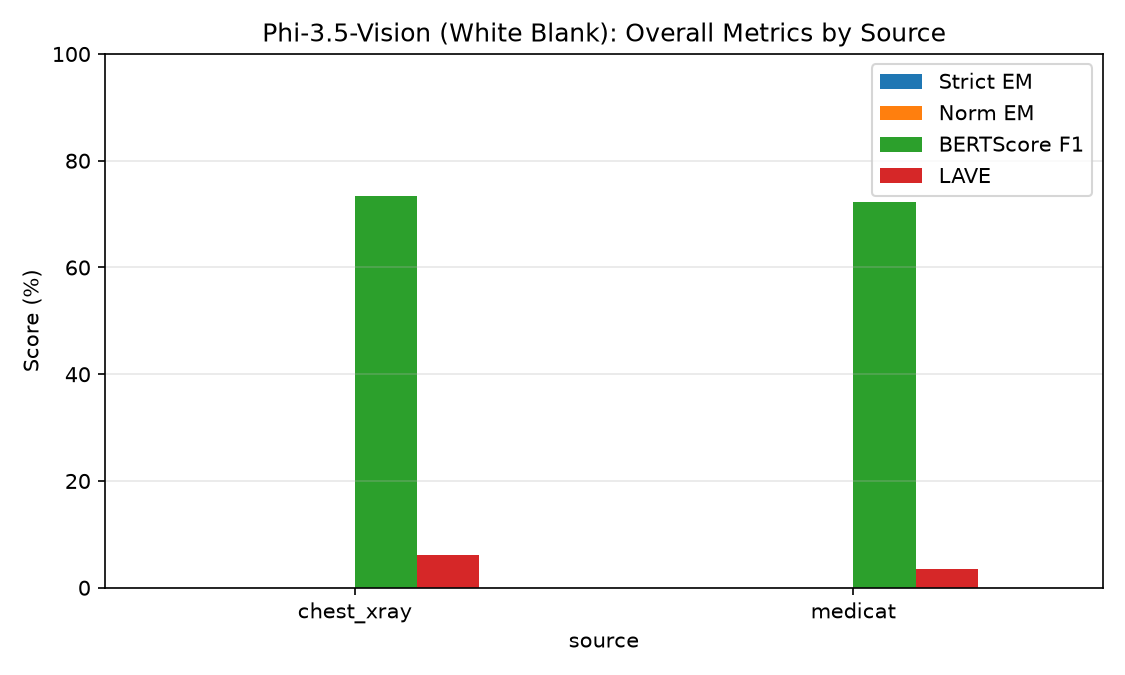 Phi-3.5-Vision (White Blank): Overall Metrics by Source
100
80
60
40
20
0
Score (%)
Strict EM
Norm EM
BERTScore F1
LAVE
chest_xray
medicat
source